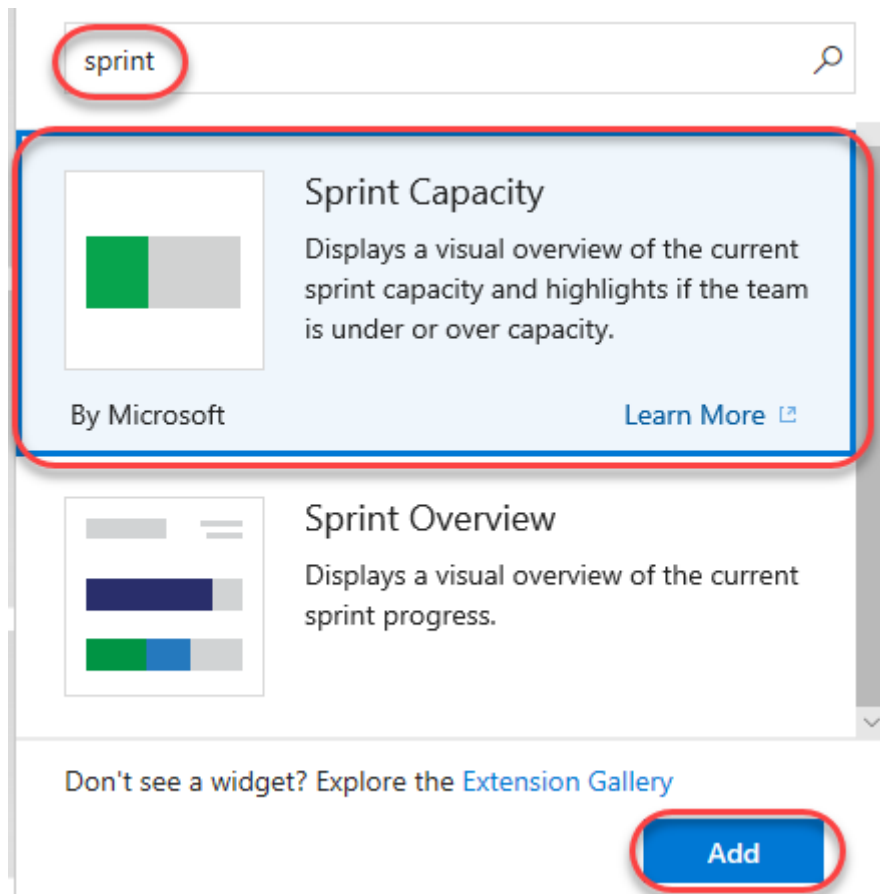 sprint
Sprint Capacity
Displays a visual overview of the current
sprint capacity and highlights if the team
is under or over capacity.
By Microsoft
Learn More
Sprint Overview
Displays a visual overview of the current
sprint progress.
Don't see a widget? Explore the Extension Gallery
Add